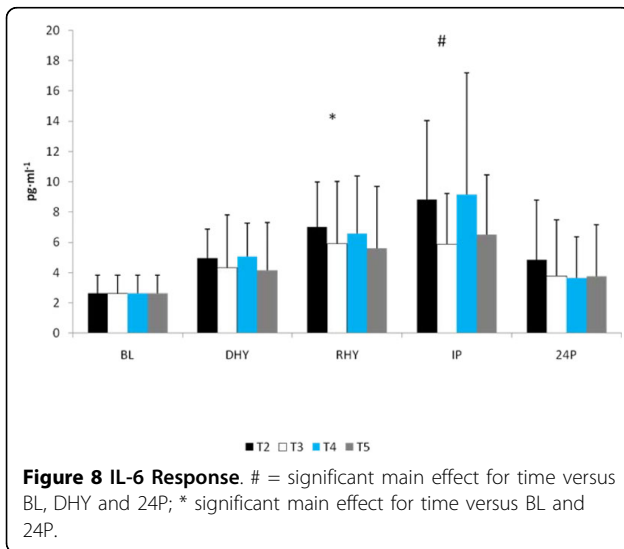 20
18
16
14
12
10
8
6
4
2
0
pg·ml-1
#
*
BL DHY RHY IP 24P
■ T2 □ T3 ■ T4 ■ T5
Figure 8 IL-6 Response. # = significant main effect for time versus
BL, DHY and 24P; * significant main effect for time versus BL and
24P.